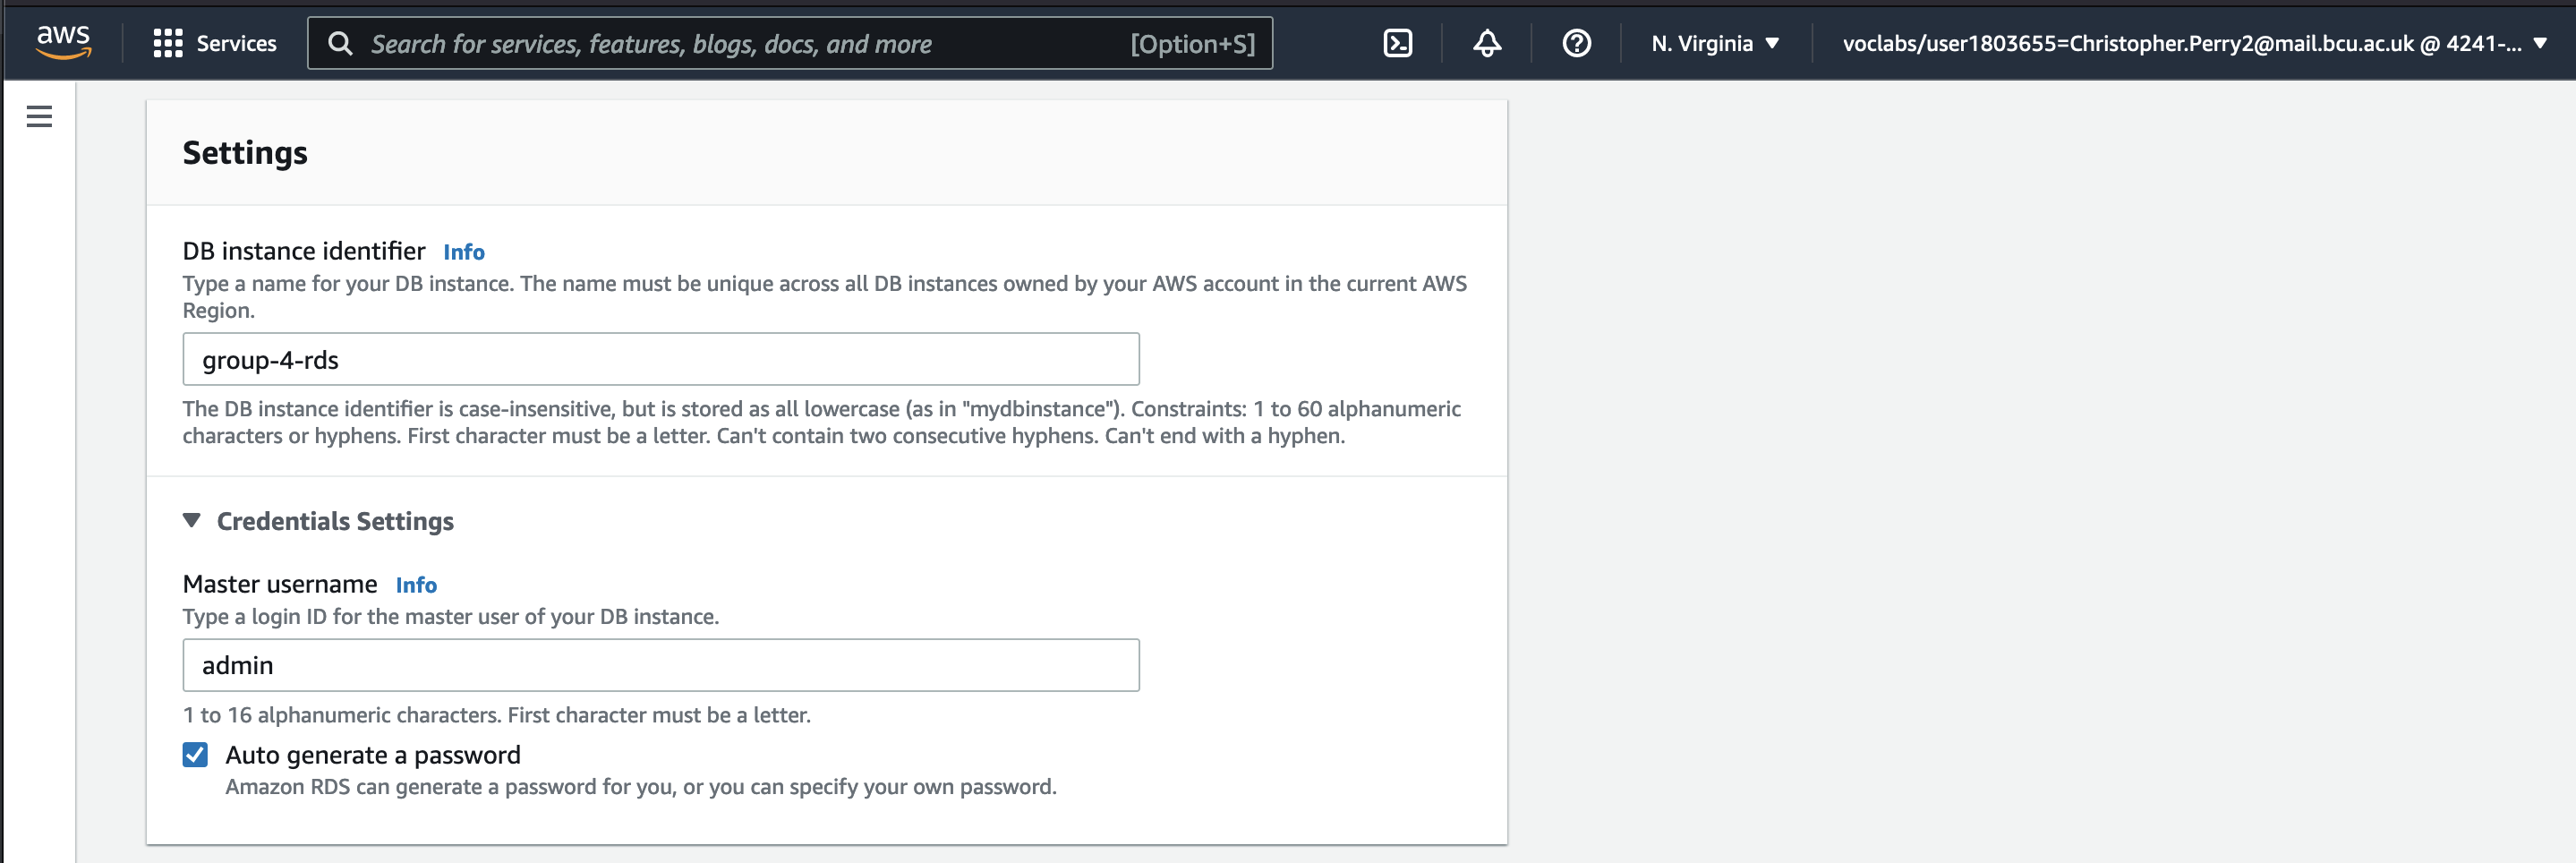 aws
Services
Search for services, features, blogs, docs, and more
[Option+S]
N. Virginia
voclabs/user1803655=Christopher.Perry2@mail.bcu.ac.uk @ 4241-...
Settings
DB instance identifier Info
Type a name for your DB instance. The name must be unique across all DB instances owned by your AWS account in the current AWS
Region.
group-4-rds
The DB instance identifier is case-insensitive, but is stored as all lowercase (as in "mydbinstance"). Constraints: 1 to 60 alphanumeric
characters or hyphens. First character must be a letter. Can't contain two consecutive hyphens. Can't end with a hyphen.
Credentials Settings
Master username Info
Type a login ID for the master user of your DB instance.
admin
1 to 16 alphanumeric characters. First character must be a letter.
Auto generate a password
Amazon RDS can generate a password for you, or you can specify your own password.